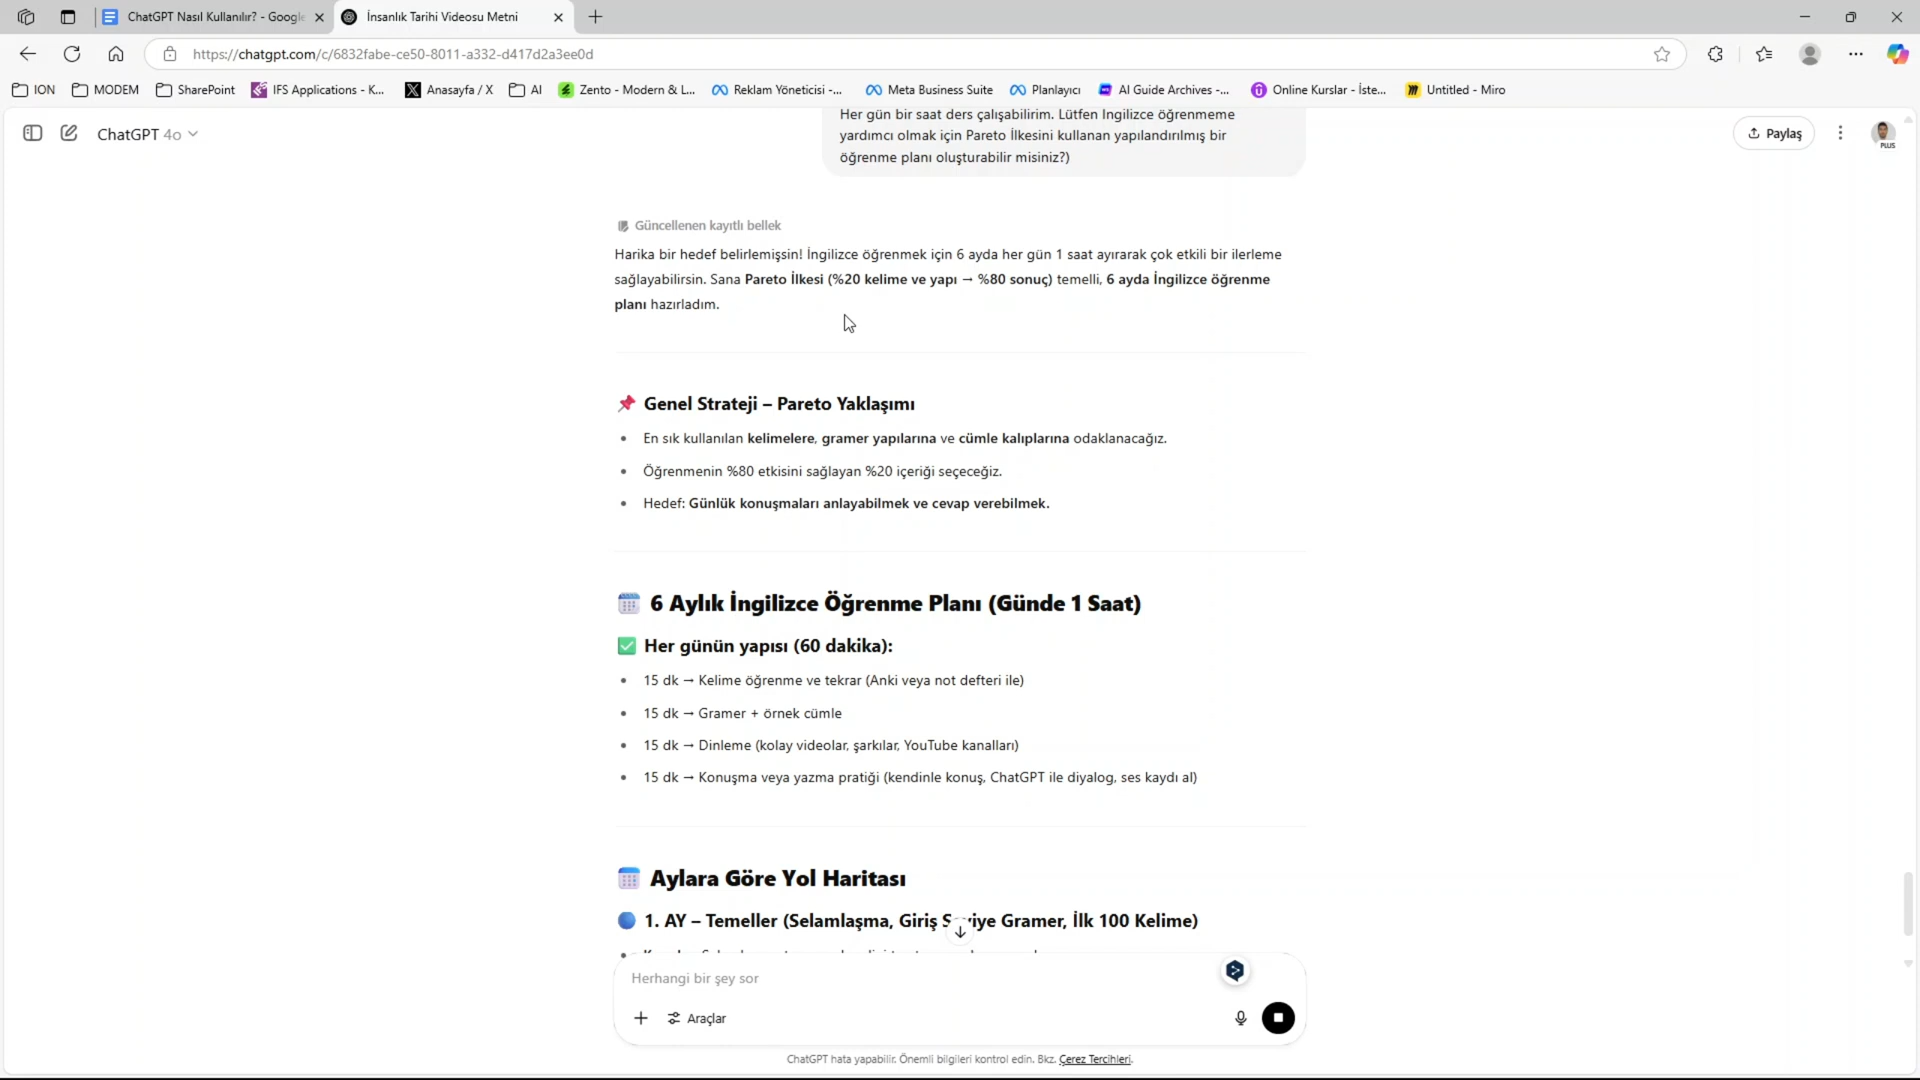 ChatGPT Nasıl Kullanılır? - Google
İnsanlık Tarihi Videosu Metni
https://chatgpt.com/c/6832fabe-ce50-8011-a332-d417d2a3ee0d
ION
MODEM
SharePoint
IFS Applications - K...
Anasayfa / X
AI
Zento - Modern & L...
Reklam Yöneticisi -...
Meta Business Suite
Planlayıcı
AI Guide Archives -...
Online Kurslar - İste...
Untitled - Miro
ChatGPT 4o
Paylaş
PLUS
Her gün bir saat ders çalışabilirim. Lütfen İngilizce öğrenmeme
yardımcı olmak için Pareto İlkesini kullanan yapılandırılmış bir
öğrenme planı oluşturabilir misiniz?)
Güncellenen kayıtlı bellek
Harika bir hedef belirlemişsin! İngilizce öğrenmek için 6 ayda her gün 1 saat ayırarak çok etkili bir ilerleme
sağlayabilirsin. Sana Pareto İlkesi (%20 kelime ve yapı → %80 sonuç) temelli, 6 ayda İngilizce öğrenme
planı hazırladım.
Genel Strateji – Pareto Yaklaşımı
• En sık kullanılan kelimelere, gramer yapılarına ve cümle kalıplarına odaklanacağız.
• Öğrenmenin %80 etkisini sağlayan %20 içeriği seçeceğiz.
• Hedef: Günlük konuşmaları anlayabilmek ve cevap verebilmek.
6 Aylık İngilizce Öğrenme Planı (Günde 1 Saat)
Her günün yapısı (60 dakika):
• 15 dk → Kelime öğrenme ve tekrar (Anki veya not defteri ile)
• 15 dk → Gramer + örnek cümle
• 15 dk → Dinleme (kolay videolar, şarkılar, YouTube kanalları)
• 15 dk → Konuşma veya yazma pratiği (kendinle konuş, ChatGPT ile diyalog, ses kaydı al)
Aylara Göre Yol Haritası
1. AY – Temeller (Selamlaşma, Giriş Seviye Gramer, İlk 100 Kelime)
Herhangi bir şey sor
Araçlar
ChatGPT hata yapabilir. Önemli bilgileri kontrol edin. Bkz. Çerez Tercihleri.